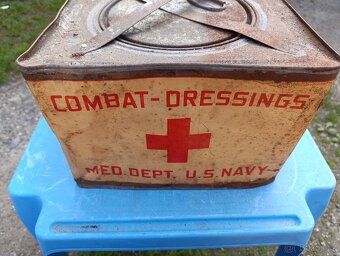 COMBAT-DRESSINGS
MED. DEPT. U.S. NAVY